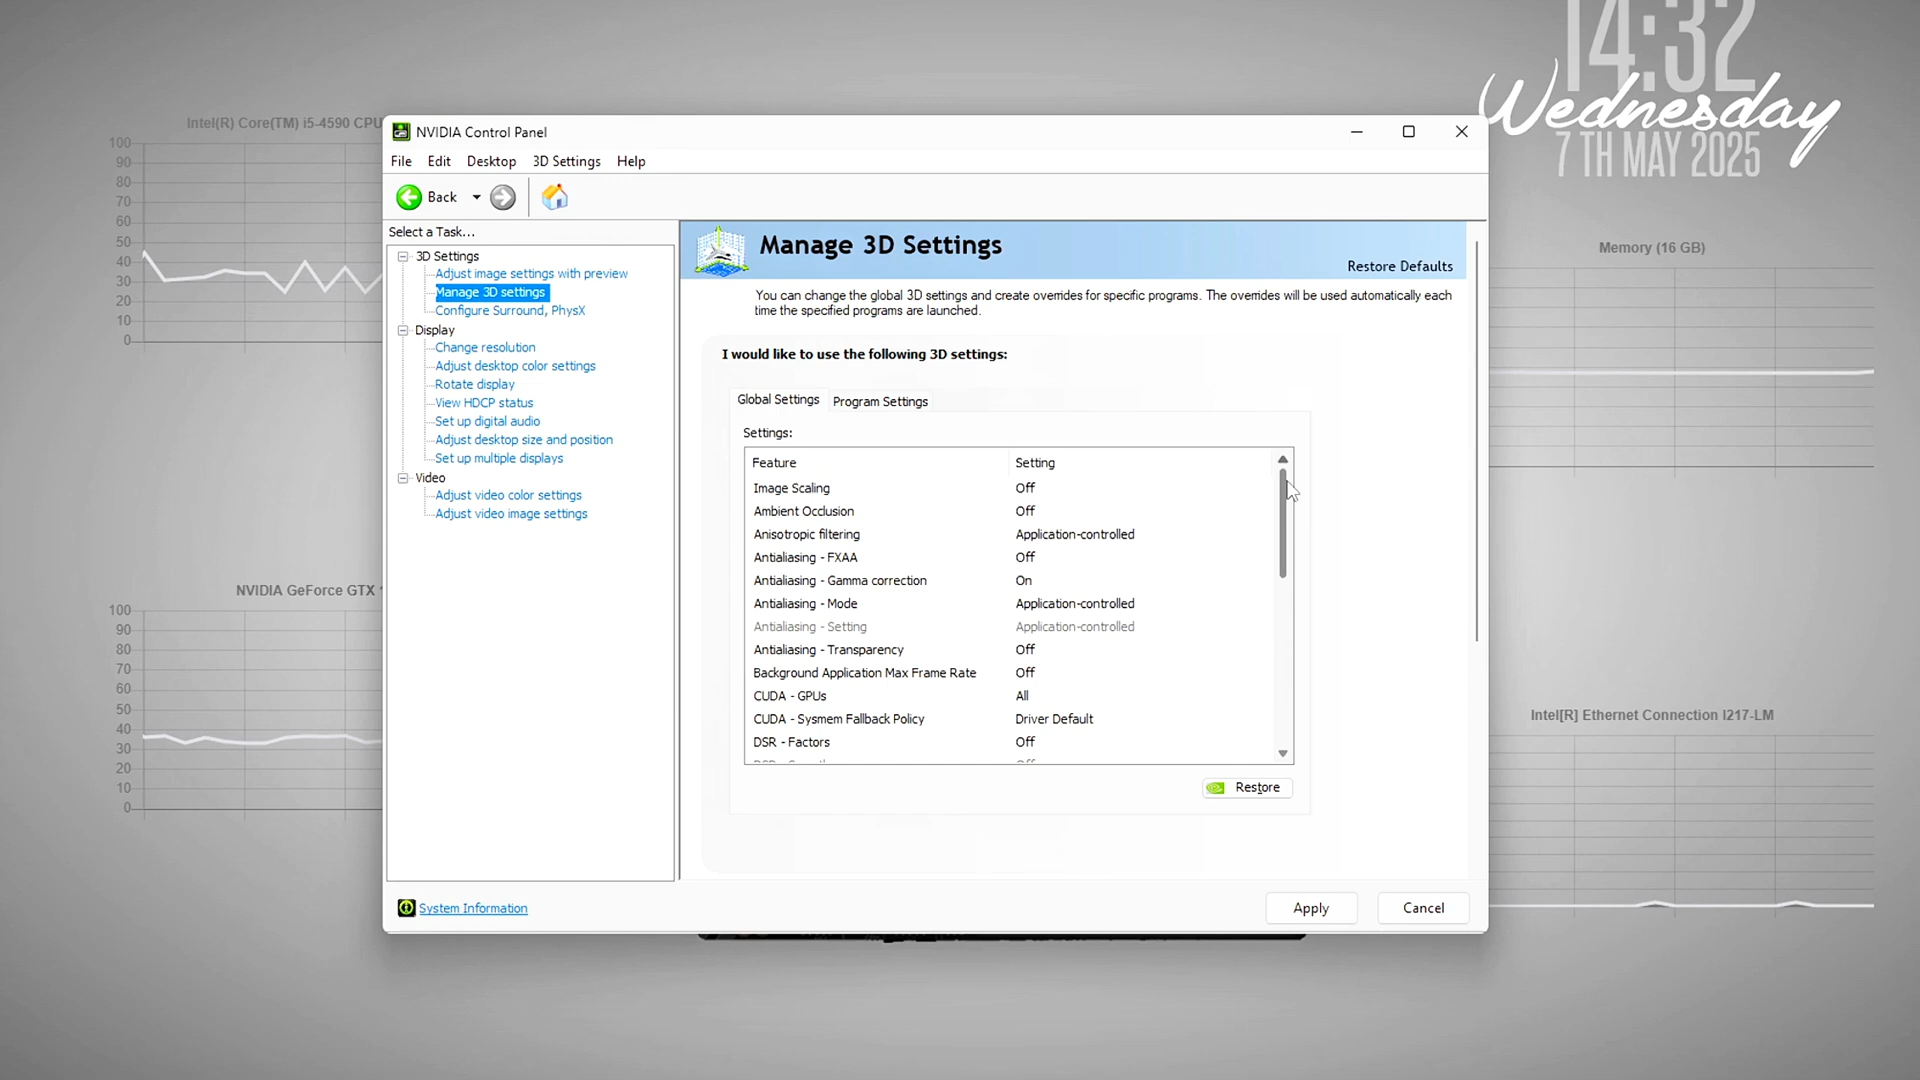 14:32
Wednesday
7 TH MAY 2025
Intel(R) Core(TM) i5-4590 CPU
100
90
80
70
60
50
40
30
20
10
0
NVIDIA GeForce GTX
100
90
80
70
60
50
40
30
20
10
0
NVIDIA Control Panel
File Edit Desktop 3D Settings Help
Back
Select a Task...
3D Settings
Adjust image settings with preview
Manage 3D settings
Configure Surround, PhysX
Display
Change resolution
Adjust desktop color settings
Rotate display
View HDCP status
Set up digital audio
Adjust desktop size and position
Set up multiple displays
Video
Adjust video color settings
Adjust video image settings
System Information
Manage 3D Settings
Restore Defaults
You can change the global 3D settings and create overrides for specific programs. The overrides will be used automatically each
time the specified programs are launched.
I would like to use the following 3D settings:
Global Settings Program Settings
Settings:
Feature Setting
Image Scaling Off
Ambient Occlusion Off
Anisotropic filtering Application-controlled
Antialiasing - FXAA Off
Antialiasing - Gamma correction On
Antialiasing - Mode Application-controlled
Antialiasing - Setting Application-controlled
Antialiasing - Transparency Off
Background Application Max Frame Rate Off
CUDA - GPUs All
CUDA - Sysmem Fallback Policy Driver Default
DSR - Factors Off
Restore
Apply Cancel
Memory (16 GB)
Intel[R] Ethernet Connection I217-LM